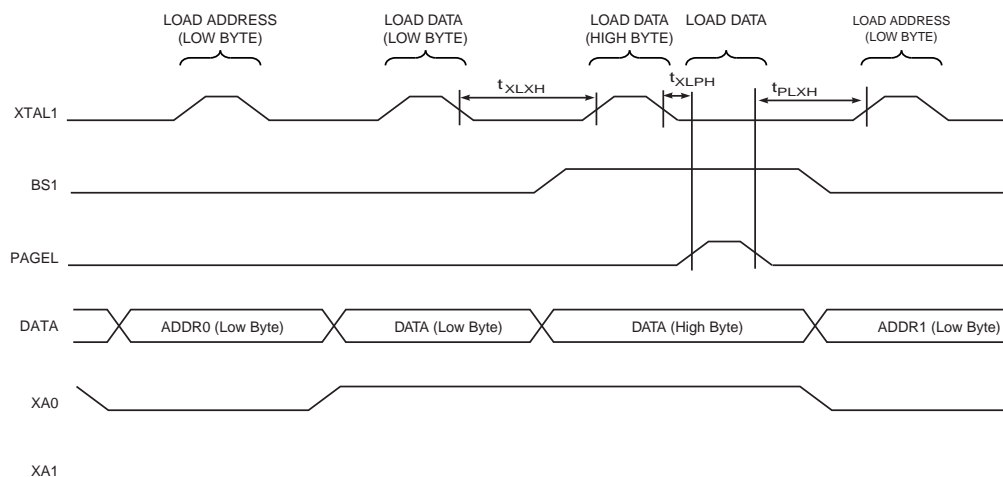 LOAD ADDRESS
(LOW BYTE)
LOAD DATA
(LOW BYTE)
LOAD DATA
(HIGH BYTE)
LOAD DATA
LOAD ADDRESS
(LOW BYTE)
tXLXH
tXLPH
tPLXH
XTAL1
BS1
PAGEL
DATA
ADDR0 (Low Byte)
DATA (Low Byte)
DATA (High Byte)
ADDR1 (Low Byte)
XA0
XA1